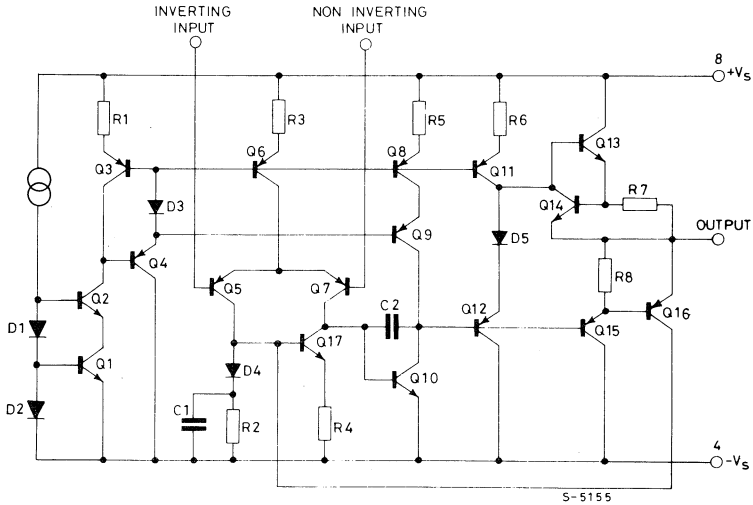 INVERTING
INPUT
NON INVERTING
INPUT
8
+Vs
R1
R3
R5
R6
Q13
Q3
Q6
Q8
Q11
R7
D3
Q14
OUTPUT
Q9
D5
Q4
R8
Q5
Q7
C2
Q12
Q2
Q16
D1
Q17
Q15
Q1
D4
Q10
D2
C1
R2
R4
4
-Vs
S-5155